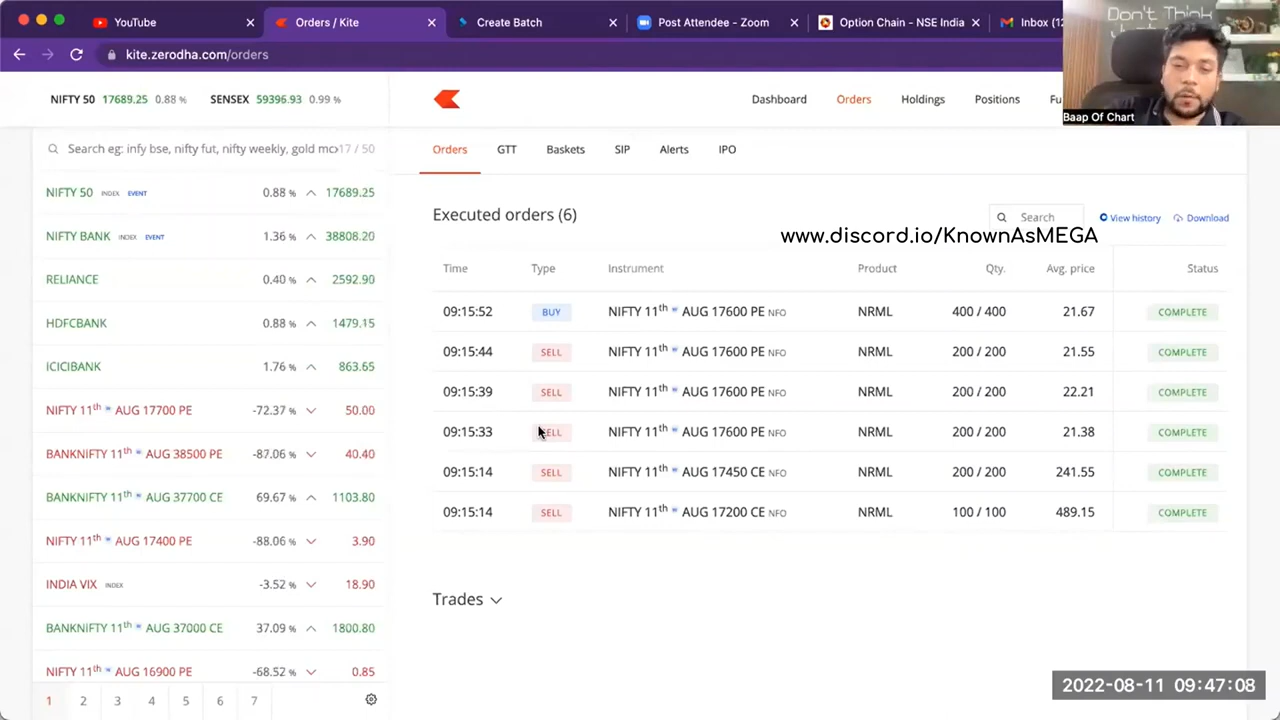 YouTube
Orders / Kite
Create Batch
Post Attendee - Zoom
Option Chain - NSE India
Inbox (12
kite.zerodha.com/orders
Baap Of Chart
NIFTY 50 17689.25 0.88 %
SENSEX 59396.93 0.99 %
Dashboard
Orders
Holdings
Positions
Fu
Search eg: infy bse, nifty fut, nifty weekly, gold mcx
17 / 50
Orders
GTT
Baskets
SIP
Alerts
IPO
NIFTY 50 INDEX EVENT 0.88 % 17689.25
NIFTY BANK INDEX EVENT 1.36 % 38808.20
RELIANCE 0.40 % 2592.90
HDFCBANK 0.88 % 1479.15
ICICIBANK 1.76 % 863.65
NIFTY 11th w AUG 17700 PE -72.37 % 50.00
BANKNIFTY 11th w AUG 38500 PE -87.06 % 40.40
BANKNIFTY 11th w AUG 37700 CE 69.67 % 1103.80
NIFTY 11th w AUG 17400 PE -88.06 % 3.90
INDIA VIX INDEX -3.52 % 18.90
BANKNIFTY 11th w AUG 37000 CE 37.09 % 1800.80
NIFTY 11th w AUG 16900 PE -68.52 % 0.85
1 2 3 4 5 6 7
Executed orders (6)
Search
View history
Download
www.discord.io/KnownAsMEGA
Time Type Instrument Product Qty. Avg. price Status
09:15:52 BUY NIFTY 11th w AUG 17600 PE NFO NRML 400 / 400 21.67 COMPLETE
09:15:44 SELL NIFTY 11th w AUG 17600 PE NFO NRML 200 / 200 21.55 COMPLETE
09:15:39 SELL NIFTY 11th w AUG 17600 PE NFO NRML 200 / 200 22.21 COMPLETE
09:15:33 SELL NIFTY 11th w AUG 17600 PE NFO NRML 200 / 200 21.38 COMPLETE
09:15:14 SELL NIFTY 11th w AUG 17450 CE NFO NRML 200 / 200 241.55 COMPLETE
09:15:14 SELL NIFTY 11th w AUG 17200 CE NFO NRML 100 / 100 489.15 COMPLETE
Trades
2022-08-11 09:47:08